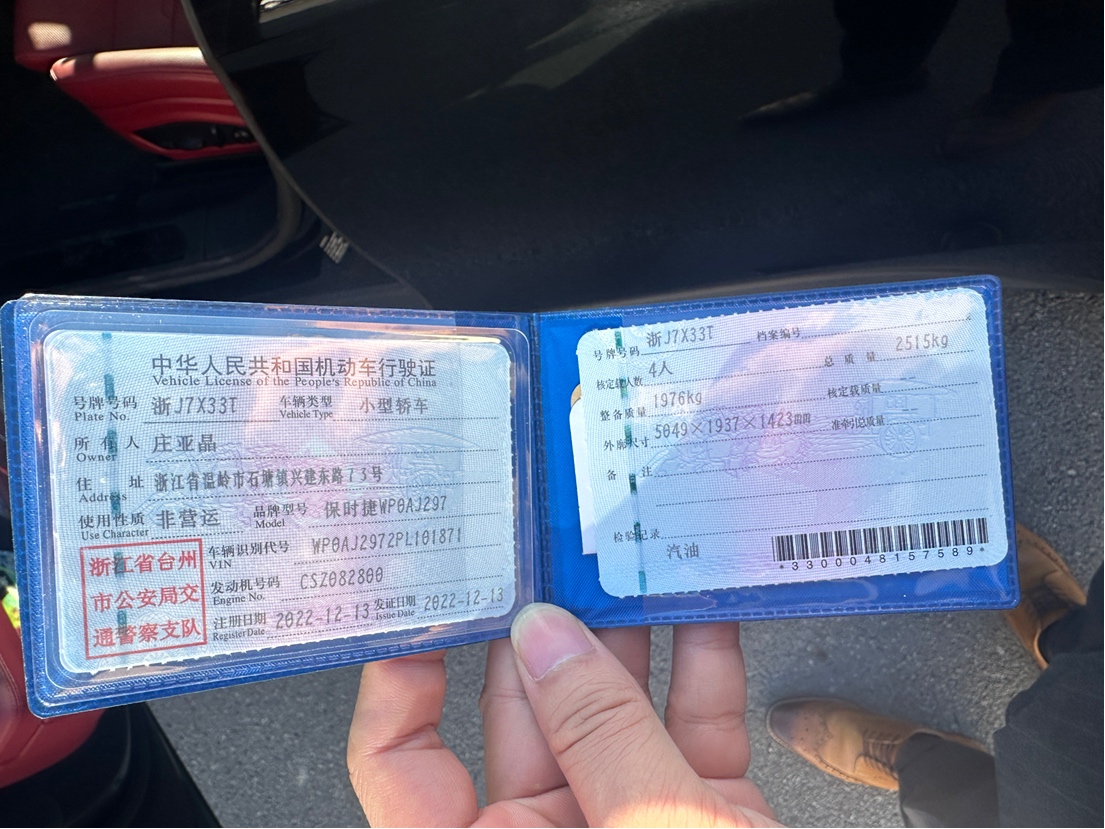 中华人民共和国机动车行驶证
Vehicle License of the People's Republic of China
号牌号码 浙J7X33T 车辆类型 小型轿车
Plate No. Vehicle Type
所有人 庄亚晶
Owner
住址 浙江省温岭市石塘镇兴建东路73号
Address
使用性质 非营运 品牌型号 保时捷WP0AJ297
Use Character Model
浙江省台州
市公安局交
通警察支队
车辆识别代号 WP0AJ2972PL101871
VIN
发动机号码 CSZ082800
Engine No.
注册日期 2022-12-13 发证日期 2022-12-13
Register Date Issue Date
号牌号码 浙J7X33T 档案编号
核定载人数 4人 总质量 2515kg
整备质量 1976kg 核定载质量 --
外廓尺寸 5049×1937×1423mm 准牵引总质量 --
备注
检验记录
汽油
*3300048157589*